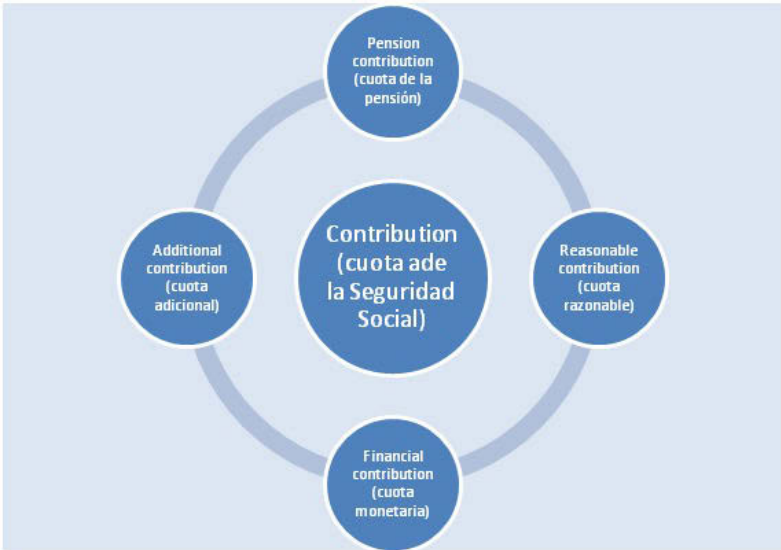 Pension
contribution
(cuota de la
pensión)
Contribution
(cuota ade
la Seguridad
Social)
Additional
contribution
(cuota
adicional)
Reasonable
contribution
(cuota
razonable)
Financial
contribution
(cuota
monetaria)